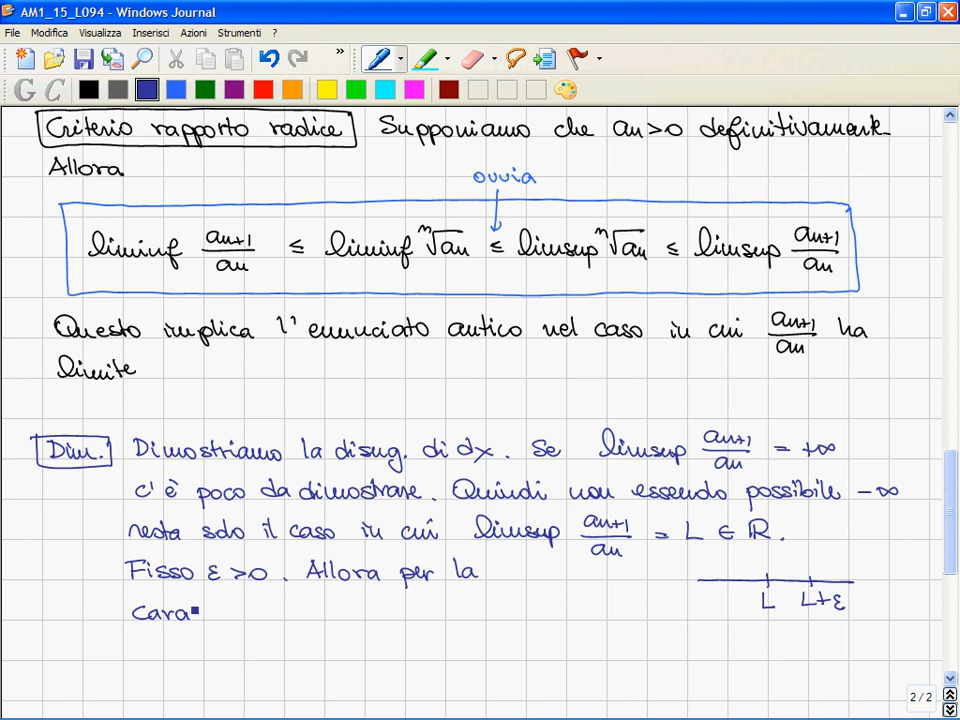 AM1_15_L094 - Windows Journal
File Modifica Visualizza Inserisci Azioni Strumenti ?
G C
Criterio rapporto radice Supponiamo che an>0 definitivamente
Allora
ovvia
liminf an+1/an ≤ liminf ⁿ√an ≤ limsup ⁿ√an ≤ limsup an+1/an
Questo implica l'enunciato antico nel caso in cui an+1/an ha
limite
Dim. Dimostriamo la disug. di dx. Se limsup an+1/an = +∞
c'è poco da dimostrare. Quindi non essendo possibile -∞
resta solo il caso in cui limsup an+1/an = L ∈ ℝ.
Fisso ε>0. Allora per la
L L+ε
cara
2 / 2